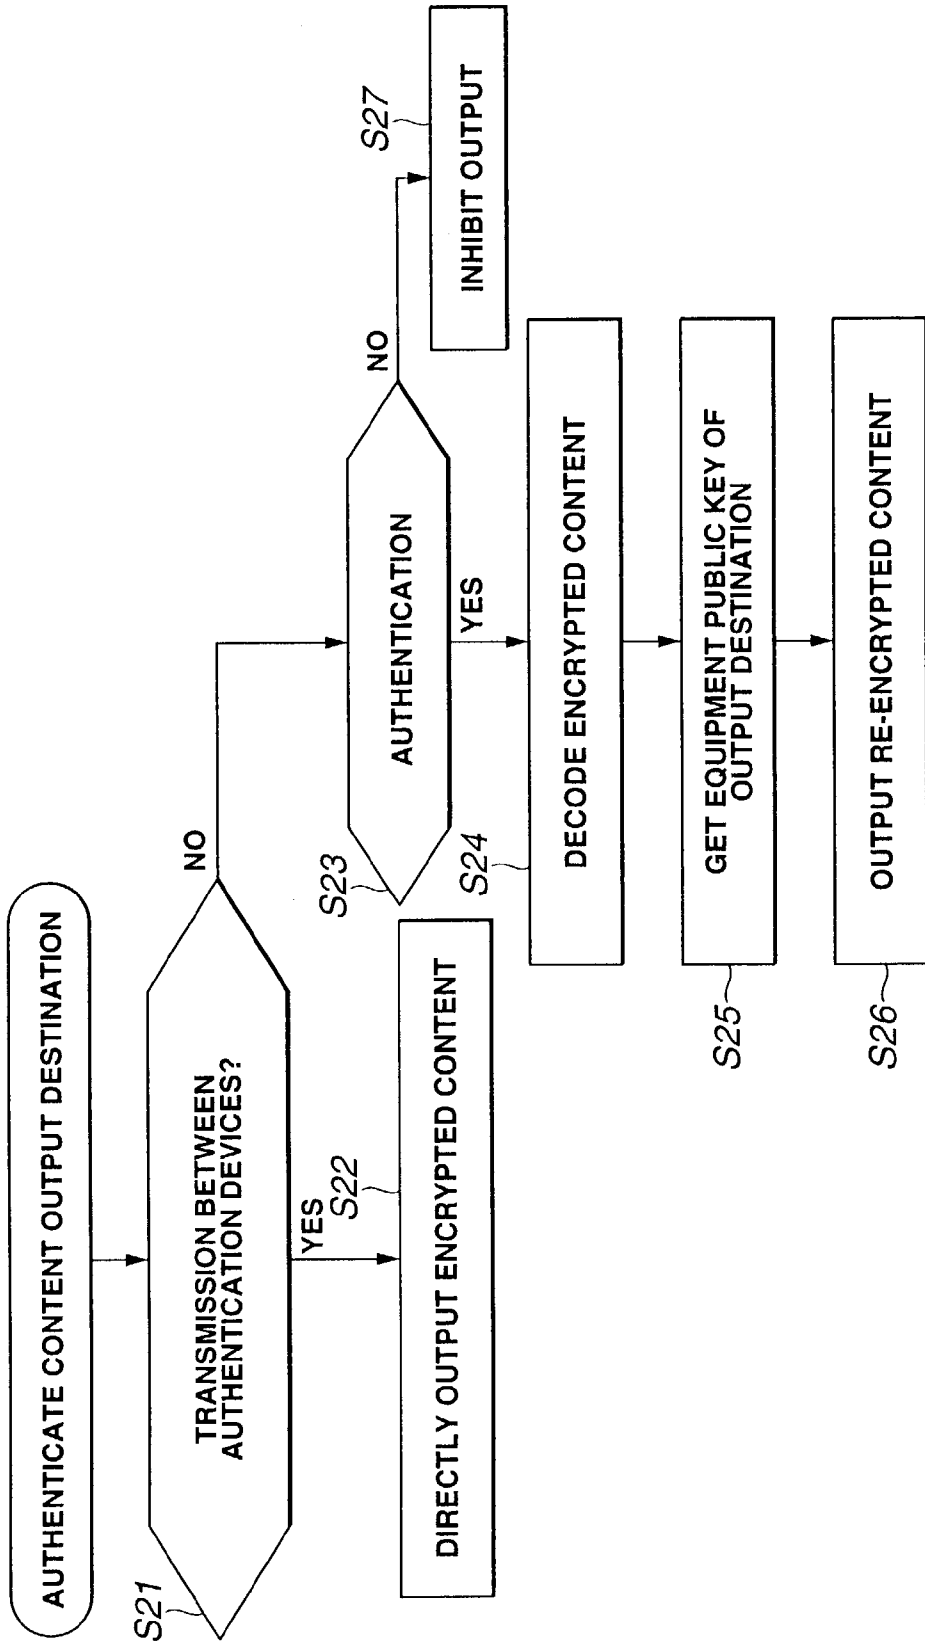 AUTHENTICATE CONTENT OUTPUT DESTINATION
S21
TRANSMISSION BETWEEN
AUTHENTICATION DEVICES?
NO
YES
S22
DIRECTLY OUTPUT ENCRYPTED CONTENT
S23
AUTHENTICATION
NO
S27
INHIBIT OUTPUT
YES
S24
DECODE ENCRYPTED CONTENT
S25
GET EQUIPMENT PUBLIC KEY OF
OUTPUT DESTINATION
S26
OUTPUT RE-ENCRYPTED CONTENT